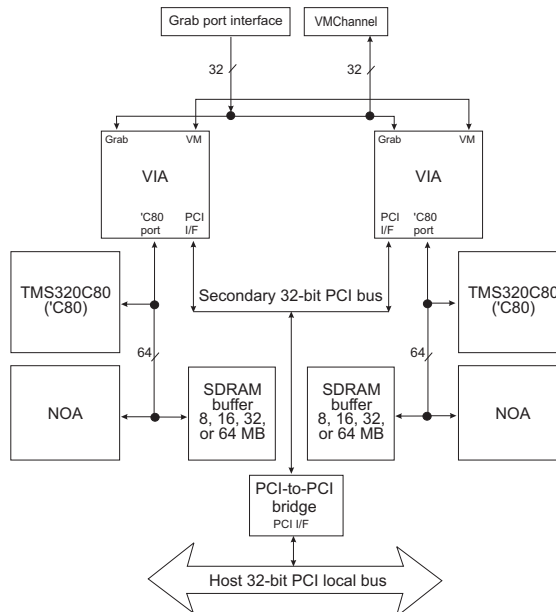 Grab port interface
VMChannel
32
32
Grab
VM
VIA
'C80
port
PCI
I/F
Grab
VM
VIA
PCI
I/F
'C80
port
TMS320C80
('C80)
Secondary 32-bit PCI bus
TMS320C80
('C80)
64
64
NOA
SDRAM
buffer
8, 16, 32,
or 64 MB
SDRAM
buffer
8, 16, 32,
or 64 MB
NOA
PCI-to-PCI
bridge
PCI I/F
Host 32-bit PCI local bus